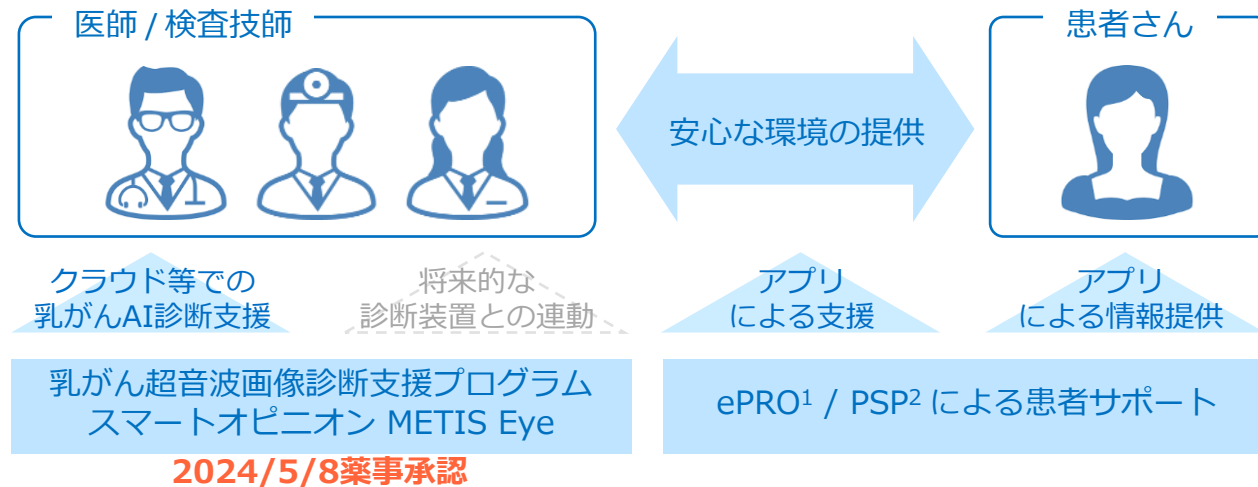 医師 / 検査技師
患者さん
安心な環境の提供
クラウド等での
乳がんAI診断支援
将来的な
診断装置との連動
アプリ
による支援
アプリ
による情報提供
乳がん超音波画像診断支援プログラム
スマートオピニオン METIS Eye
ePRO¹ / PSP² による患者サポート
2024/5/8薬事承認